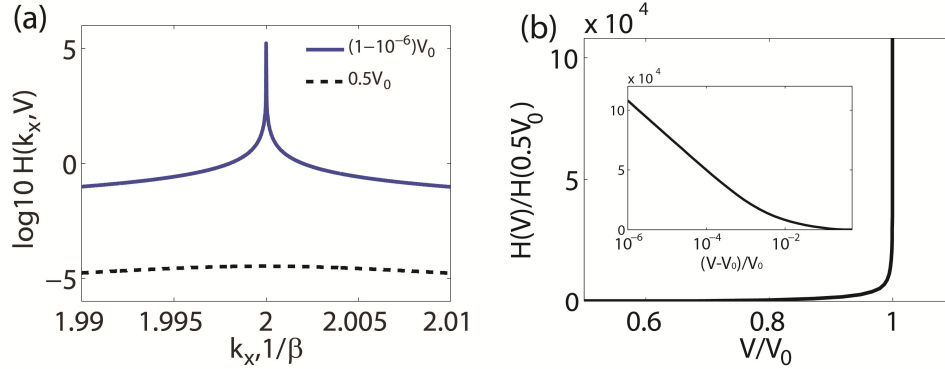 (a)
log10 H(kₓ,V)
5
0
−5
1.99
1.995
2
2.005
2.01
kₓ,1/β
(1−10⁻⁶)V₀
0.5V₀
(b)
x 10⁴
H(V)/H(0.5V₀)
10
5
0
0.6
0.8
1
V/V₀
x 10⁴
10
5
0
10⁻⁶
10⁻⁴
10⁻²
(V−V₀)/V₀